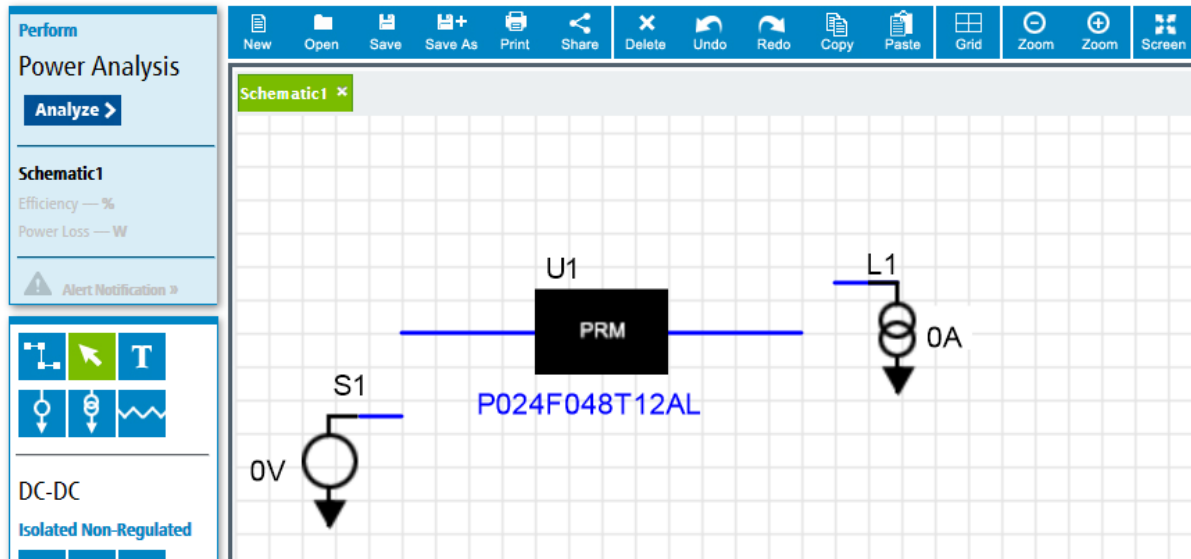 Perform
Power Analysis
Analyze
Schematic1
Efficiency — %
Power Loss — W
Alert Notification »
T
DC-DC
Isolated Non-Regulated
New Open Save Save As Print Share Delete Undo Redo Copy Paste Grid Zoom Zoom Screen
Schematic1 ×
U1
PRM
P024F048T12AL
L1
0A
S1
0V